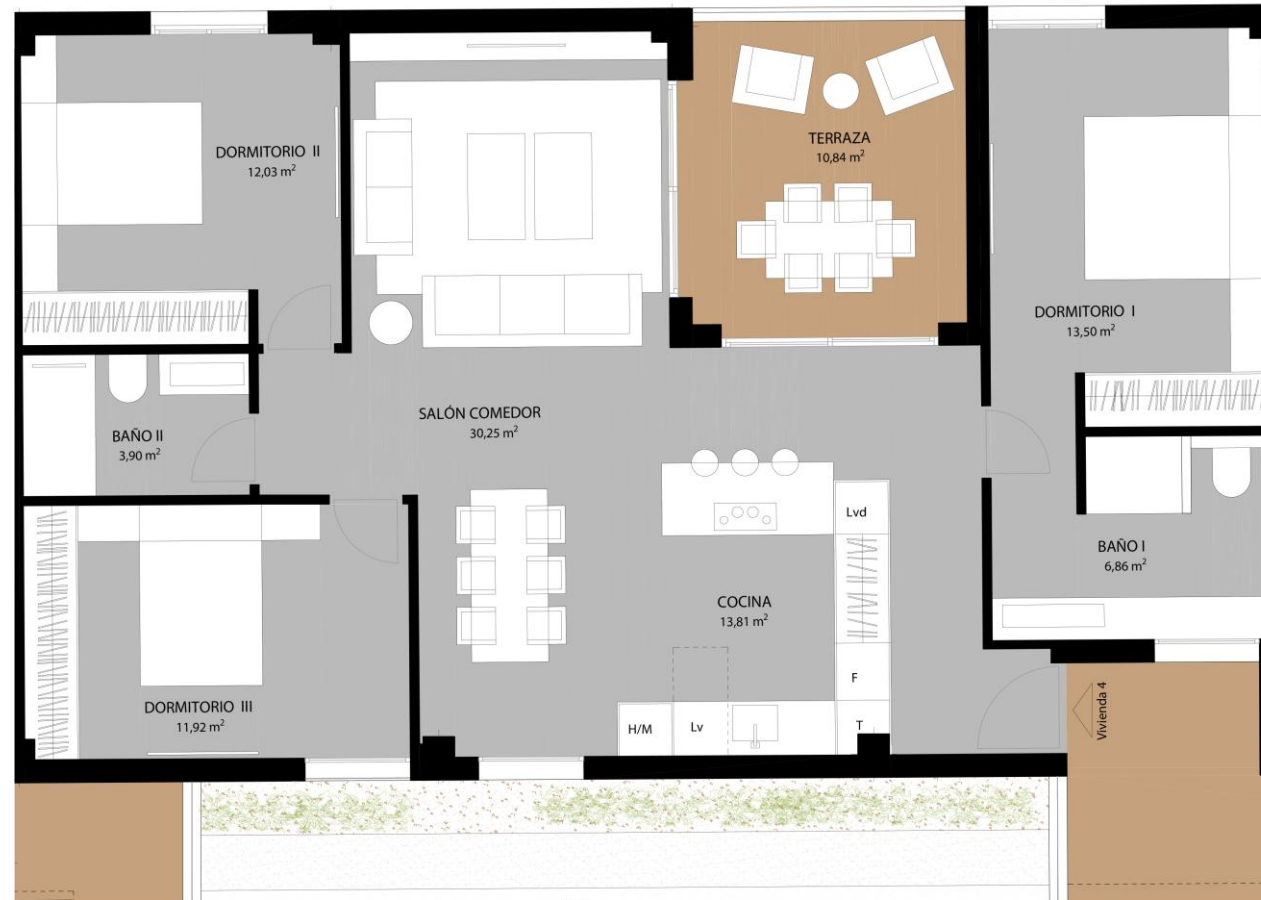 DORMITORIO II
12,03 m²
TERRAZA
10,84 m²
DORMITORIO I
13,50 m²
SALÓN COMEDOR
30,25 m²
BAÑO II
3,90 m²
Lvd
BAÑO I
6,86 m²
COCINA
13,81 m²
F
DORMITORIO III
11,92 m²
H/M
Lv
T
Vivienda 4